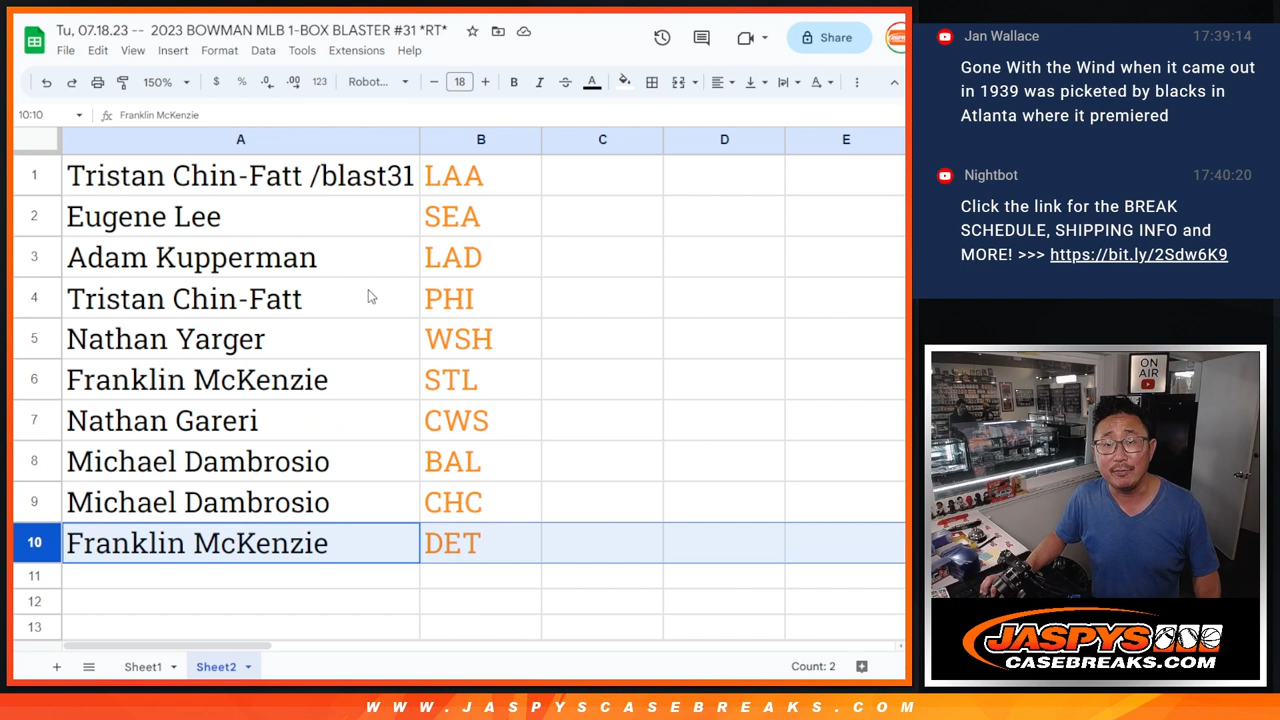 Tu, 07.18.23 -- 2023 BOWMAN MLB 1-BOX BLASTER #31 *RT*
File Edit View Insert Format Data Tools Extensions Help
Share
150% $ % .0 .00 123 Robot... - 18 + B I A
10:10 fx Franklin McKenzie
A B C D E
1 Tristan Chin-Fatt /blast31 LAA
2 Eugene Lee SEA
3 Adam Kupperman LAD
4 Tristan Chin-Fatt PHI
5 Nathan Yarger WSH
6 Franklin McKenzie STL
7 Nathan Gareri CWS
8 Michael Dambrosio BAL
9 Michael Dambrosio CHC
10 Franklin McKenzie DET
11
12
13
+ Sheet1 Sheet2 Count: 2
Jan Wallace 17:39:14
Gone With the Wind when it came out
in 1939 was picketed by blacks in
Atlanta where it premiered
Nightbot 17:40:20
Click the link for the BREAK
SCHEDULE, SHIPPING INFO and
MORE! >>> https://bit.ly/2Sdw6K9
ON
AIR
JASPYS
CASEBREAKS.COM
WWW.JASPYSCASEBREAKS.COM